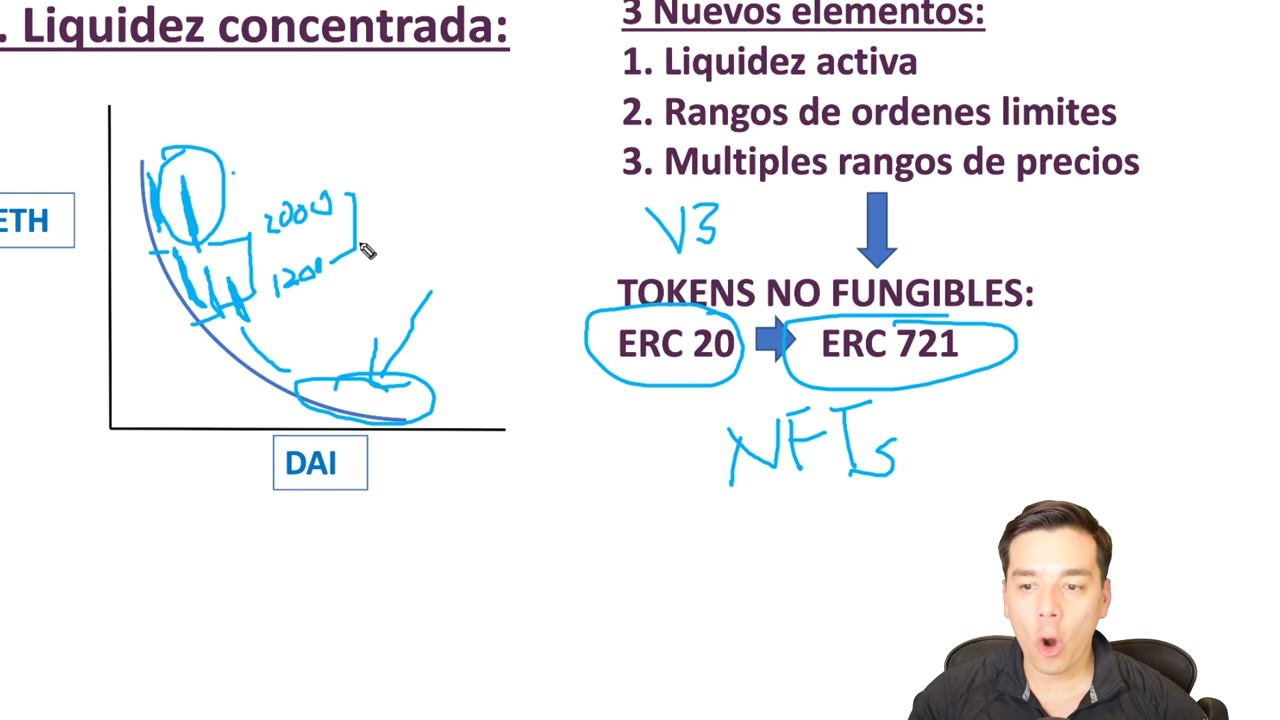 . Liquidez concentrada:
ETH
2000
1200
DAI
3 Nuevos elementos:
1. Liquidez activa
2. Rangos de ordenes limites
3. Multiples rangos de precios
V3
TOKENS NO FUNGIBLES:
ERC 20 ERC 721
NFTs